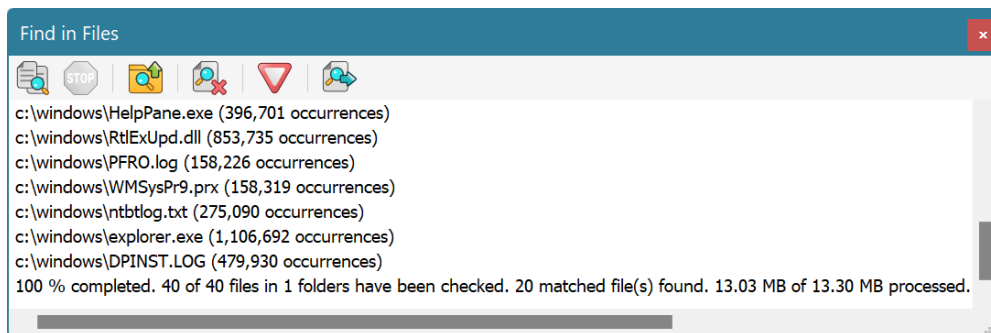 Find in Files
STOP
c:\windows\HelpPane.exe (396,701 occurrences)
c:\windows\RtlExUpd.dll (853,735 occurrences)
c:\windows\PFRO.log (158,226 occurrences)
c:\windows\WMSysPr9.prx (158,319 occurrences)
c:\windows\ntbtlog.txt (275,090 occurrences)
c:\windows\explorer.exe (1,106,692 occurrences)
c:\windows\DPINST.LOG (479,930 occurrences)
100 % completed. 40 of 40 files in 1 folders have been checked. 20 matched file(s) found. 13.03 MB of 13.30 MB processed.